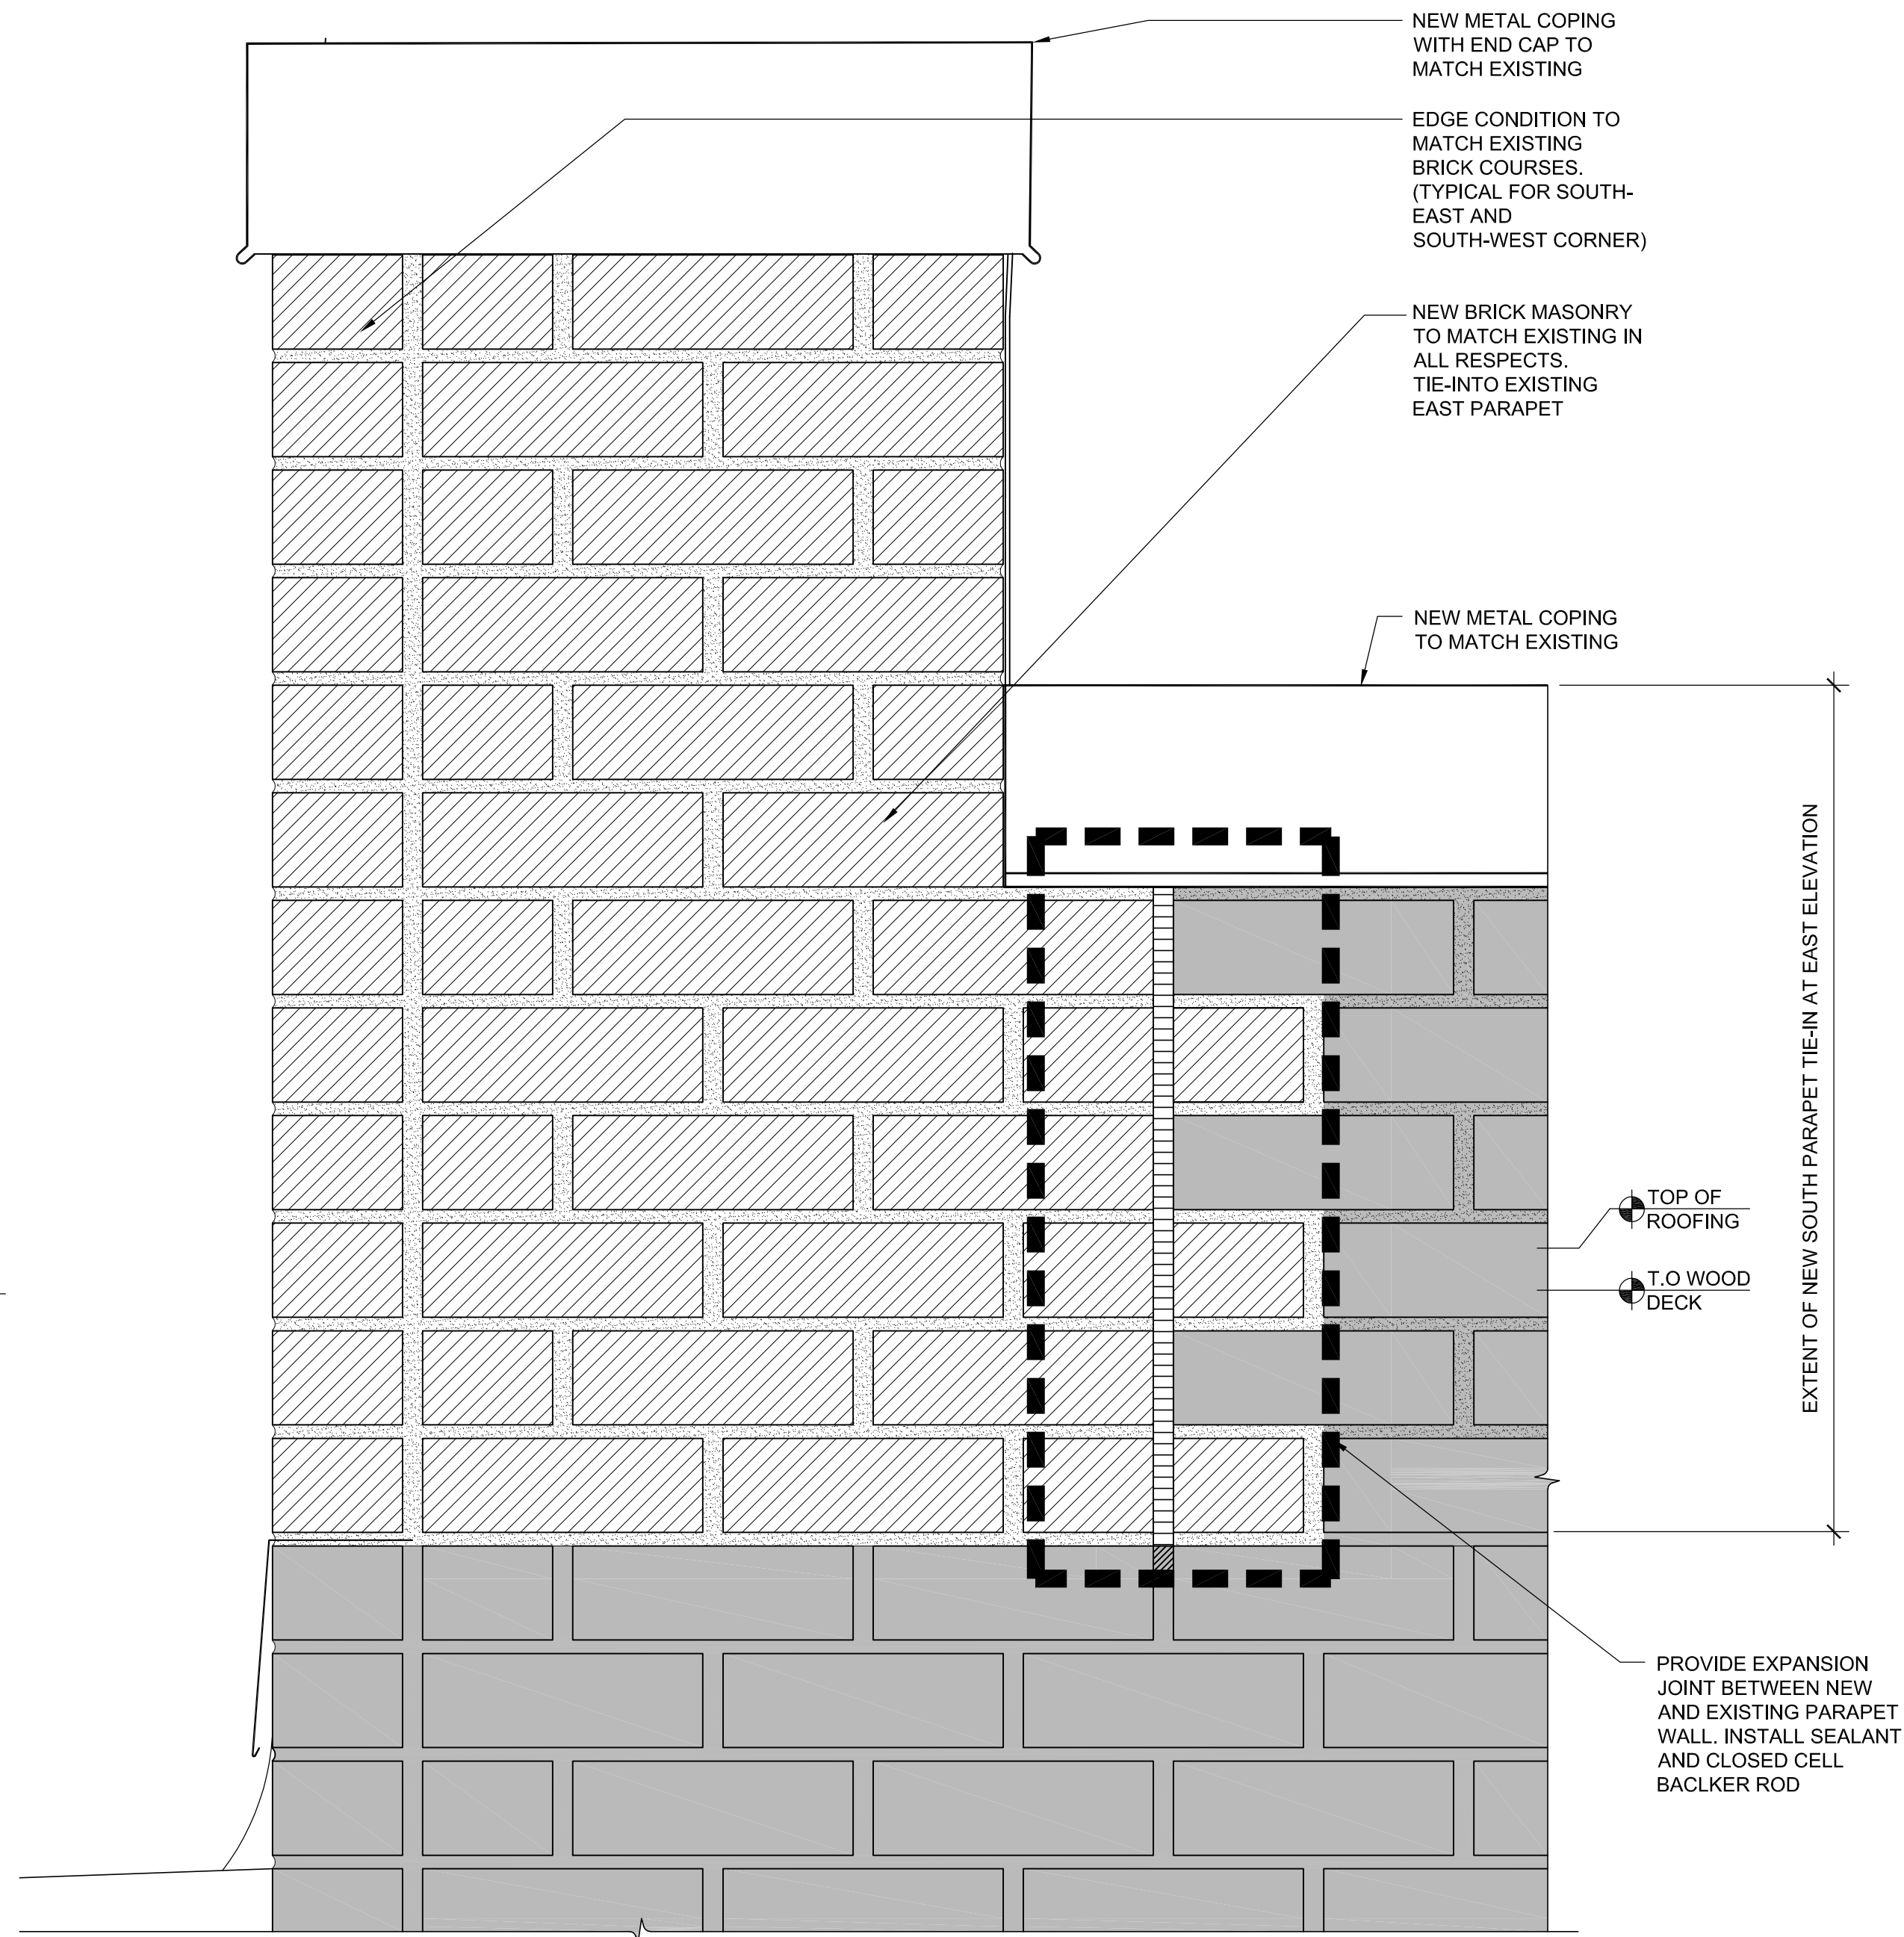 NEW METAL COPING
WITH END CAP TO
MATCH EXISTING
EDGE CONDITION TO
MATCH EXISTING
BRICK COURSES.
(TYPICAL FOR SOUTH-
EAST AND
SOUTH-WEST CORNER)
NEW BRICK MASONRY
TO MATCH EXISTING IN
ALL RESPECTS.
TIE-INTO EXISTING
EAST PARAPET
NEW METAL COPING
TO MATCH EXISTING
EXTENT OF NEW SOUTH PARAPET TIE-IN AT EAST ELEVATION
TOP OF
ROOFING
T.O WOOD
DECK
PROVIDE EXPANSION
JOINT BETWEEN NEW
AND EXISTING PARAPET
WALL. INSTALL SEALANT
AND CLOSED CELL
BACLKER ROD